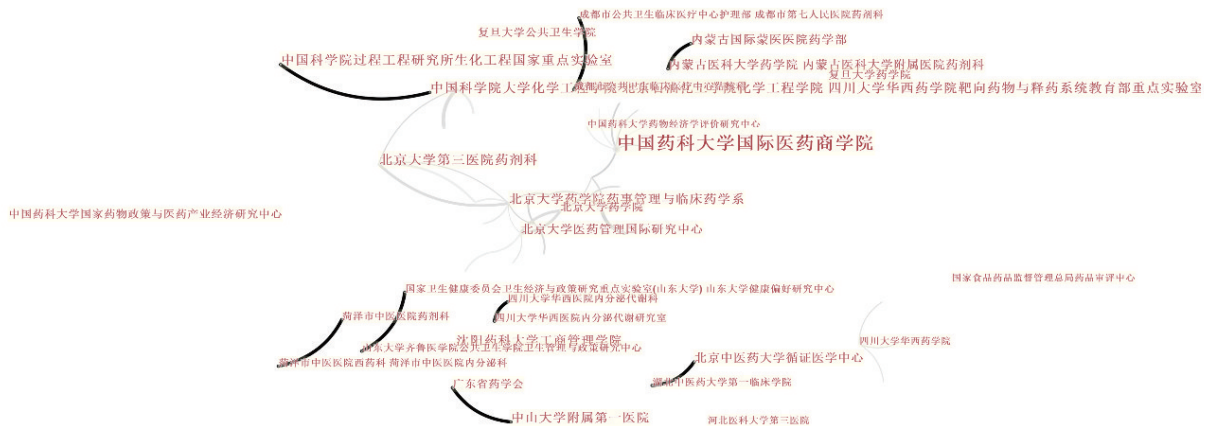 成都市公共卫生临床医疗中心护理部 成都市第七人民医院药剂科
复旦大学公共卫生学院
内蒙古国际蒙医医院药学部
中国科学院过程工程研究所生化工程国家重点实验室
内蒙古医科大学药学院 内蒙古医科大学附属医院药剂科
复旦大学药学院
中国科学院大学化学工程学院
化学工程学院 四川大学华西药学院靶向药物与释药系统教育部重点实验室
中国药科大学药物经济学评价研究中心
中国药科大学国际医药商学院
北京大学第三医院药剂科
北京大学药学院药事管理与临床药学系
北京大学药学院
中国药科大学国家药物政策与医药产业经济研究中心
北京大学医药管理国际研究中心
国家食品药品监督管理总局药品审评中心
国家卫生健康委员会卫生经济与政策研究重点实验室(山东大学) 山东大学健康偏好研究中心
四川大学华西医院内分泌代谢科
菏泽市中医医院药剂科
四川大学华西医院内分泌代谢研究室
沈阳药科大学工商管理学院
四川大学华西药学院
山东大学齐鲁医学院公共卫生学院卫生管理与政策研究中心
北京中医药大学循证医学中心
菏泽市中医医院西药科 菏泽市中医医院内分泌科
广东省药学会
湖北中医药大学第一临床学院
中山大学附属第一医院
河北医科大学第三医院